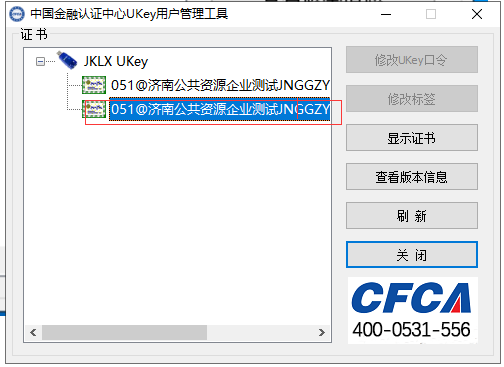 中国金融认证中心UKey用户管理工具
证书
JKLX UKey
051@济南公共资源企业测试JNGGZY
051@济南公共资源企业测试JNGGZY
修改UKey口令
修改标签
显示证书
查看版本信息
刷 新
关 闭
CFCA
400-0531-556